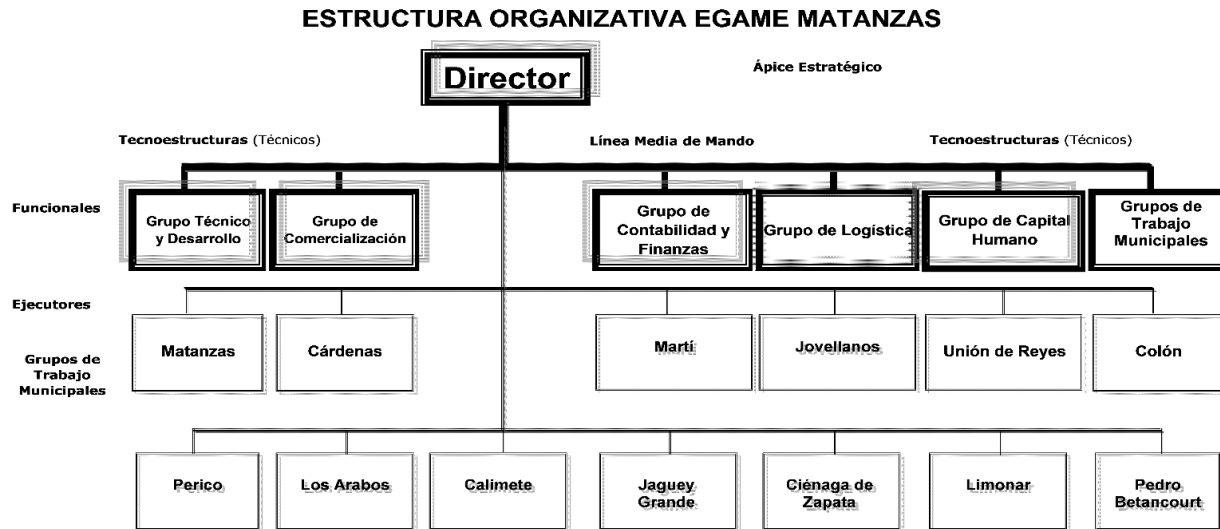 ESTRUCTURA ORGANIZATIVA EGAME MATANZAS
Director
Ápice Estratégico
Tecnoestructuras (Técnicos)
Línea Media de Mando
Tecnoestructuras (Técnicos)
Funcionales
Grupo Técnico
y Desarrollo
Grupo de
Comercialización
Grupo de
Contabilidad y
Finanzas
Grupo de Logística
Grupo de Capital
Humano
Grupos de
Trabajo
Municipales
Ejecutores
Grupos de
Trabajo
Municipales
Matanzas
Cárdenas
Martí
Jovellanos
Unión de Reyes
Colón
Perico
Los Arabos
Calimete
Jaguey
Grande
Ciénaga de
Zapata
Limonar
Pedro
Betancourt